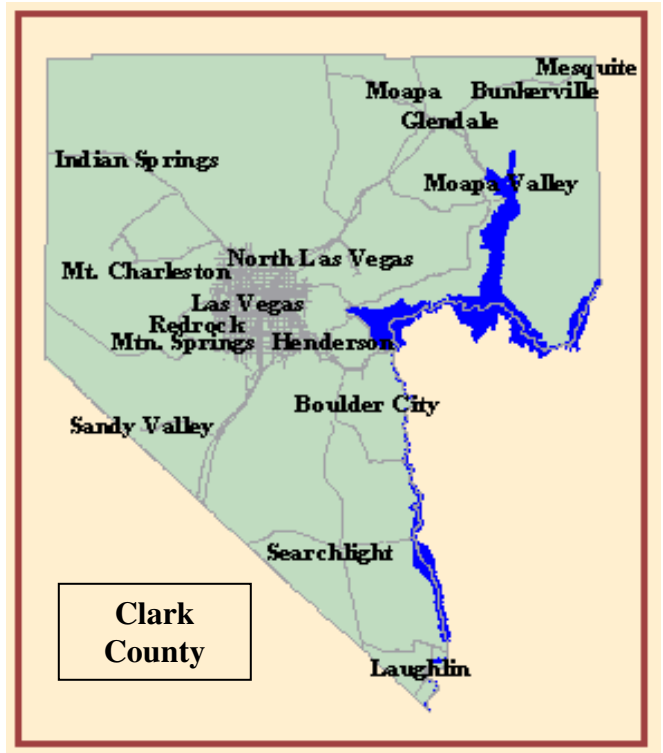 Mesquite
Moapa
Bunkerville
Glendale
Indian Springs
Moapa Valley
North Las Vegas
Mt. Charleston
Las Vegas
Redrock
Mtn. Springs
Henderson
Boulder City
Sandy Valley
Searchlight
Clark
County
Laughlin